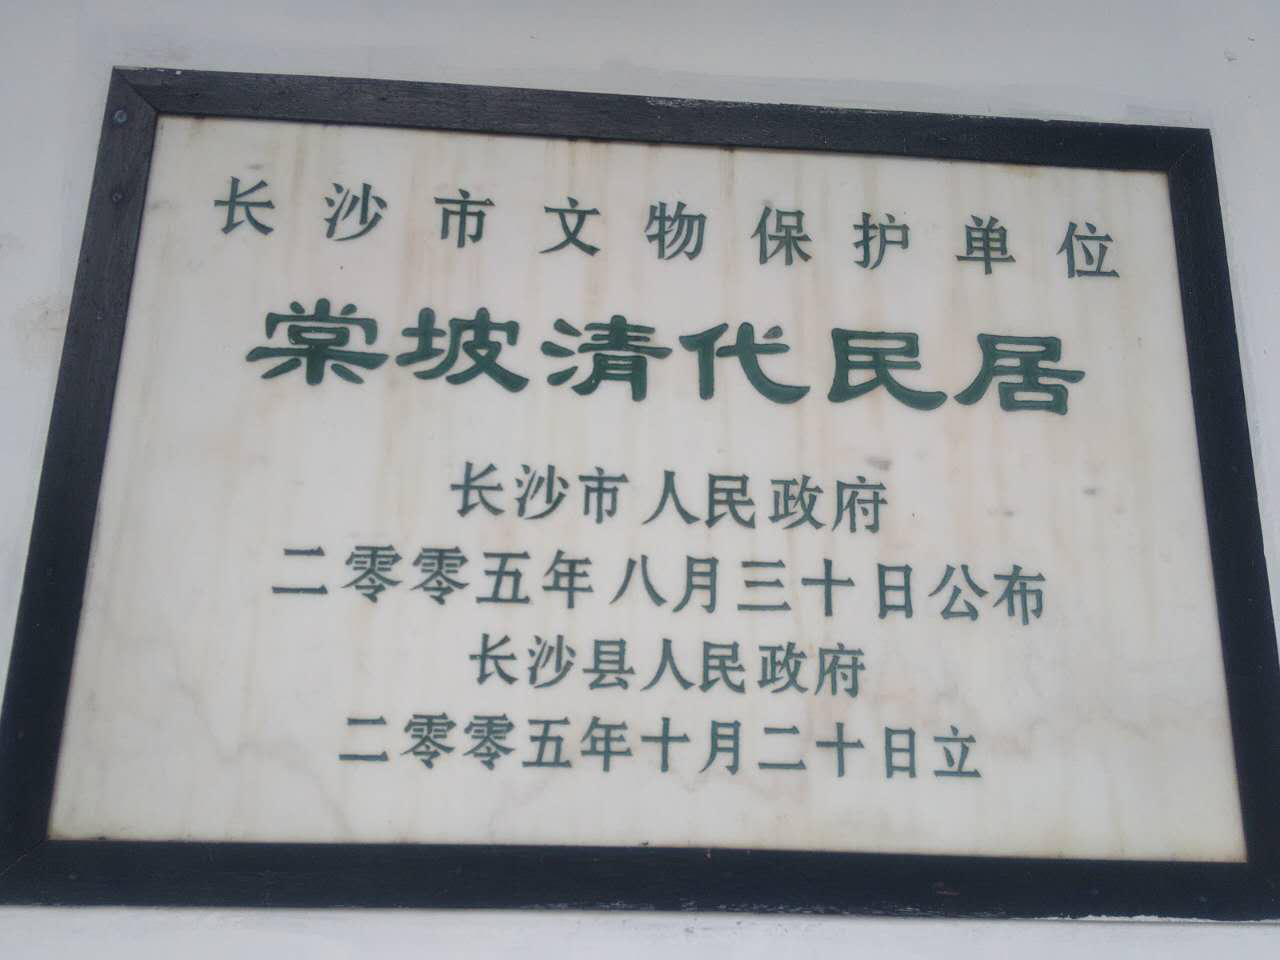 长沙市文物保护单位
棠坡清代民居
长沙市人民政府
二零零五年八月三十日公布
长沙县人民政府
二零零五年十月二十日立